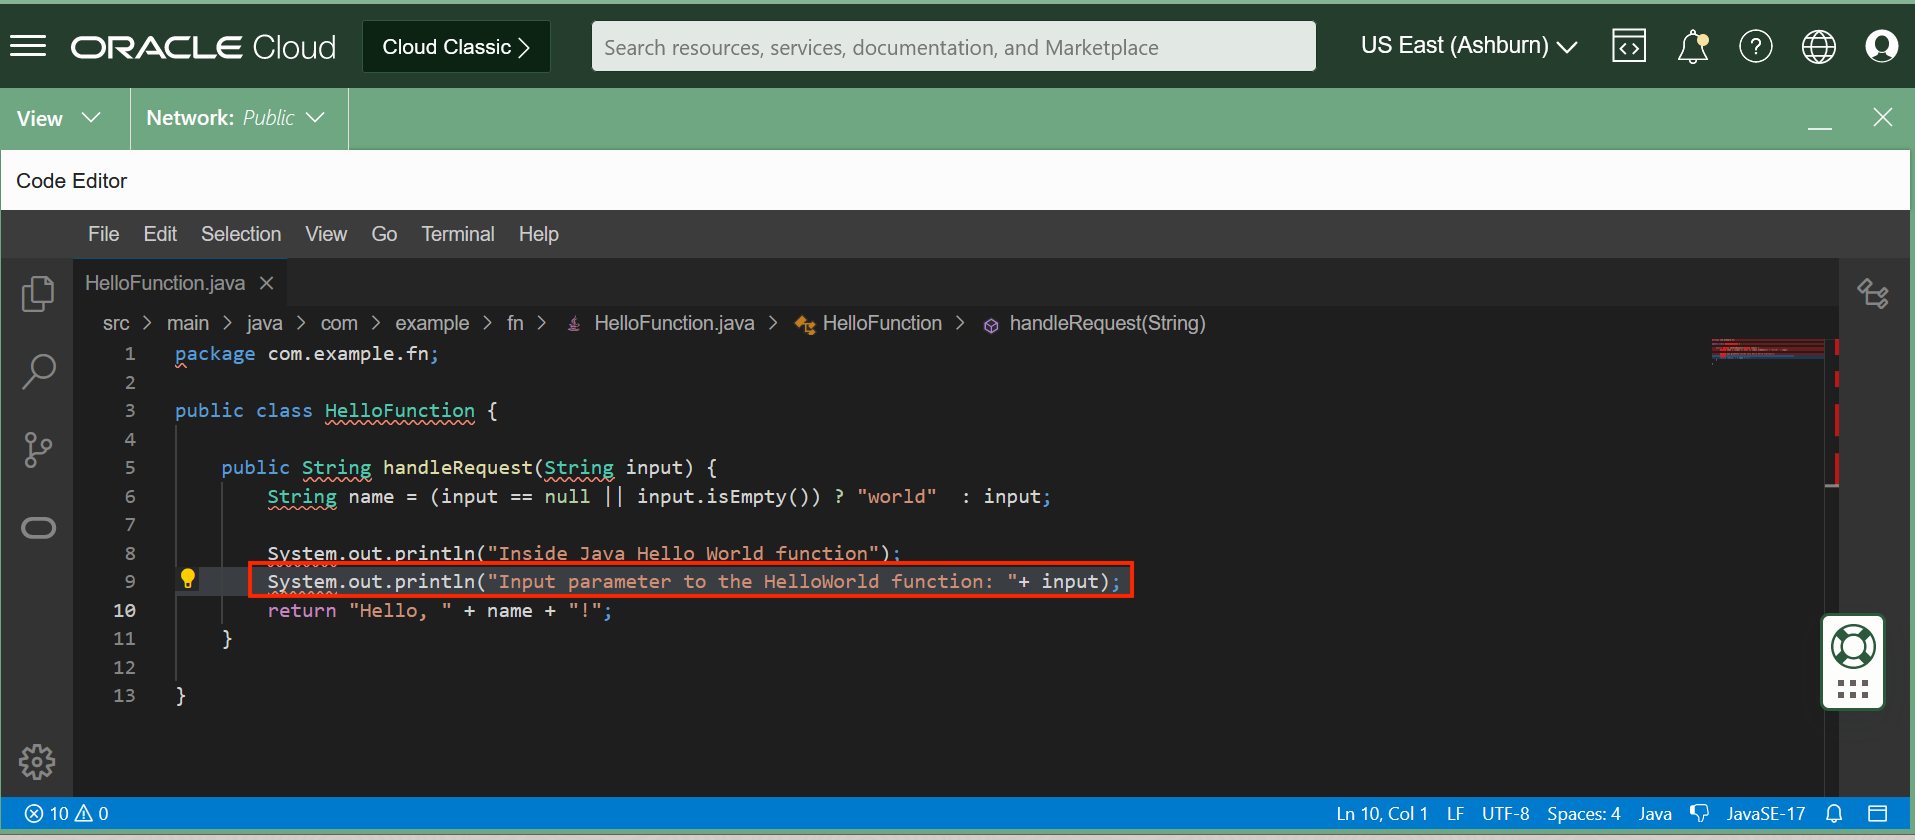 ORACLE Cloud
Cloud Classic >
Search resources, services, documentation, and Marketplace
US East (Ashburn)
View
Network: Public
Code Editor
File Edit Selection View Go Terminal Help
HelloFunction.java
src > main > java > com > example > fn > HelloFunction.java > HelloFunction > handleRequest(String)
1 package com.example.fn;
2
3 public class HelloFunction {
4
5 public String handleRequest(String input) {
6 String name = (input == null || input.isEmpty()) ? "world"  : input;
7
8 System.out.println("Inside Java Hello World function");
9 System.out.println("Input parameter to the HelloWorld function: "+ input);
10 return "Hello, " + name + "!";
11 }
12
13 }
10 0
Ln 10, Col 1 LF UTF-8 Spaces: 4 Java JavaSE-17